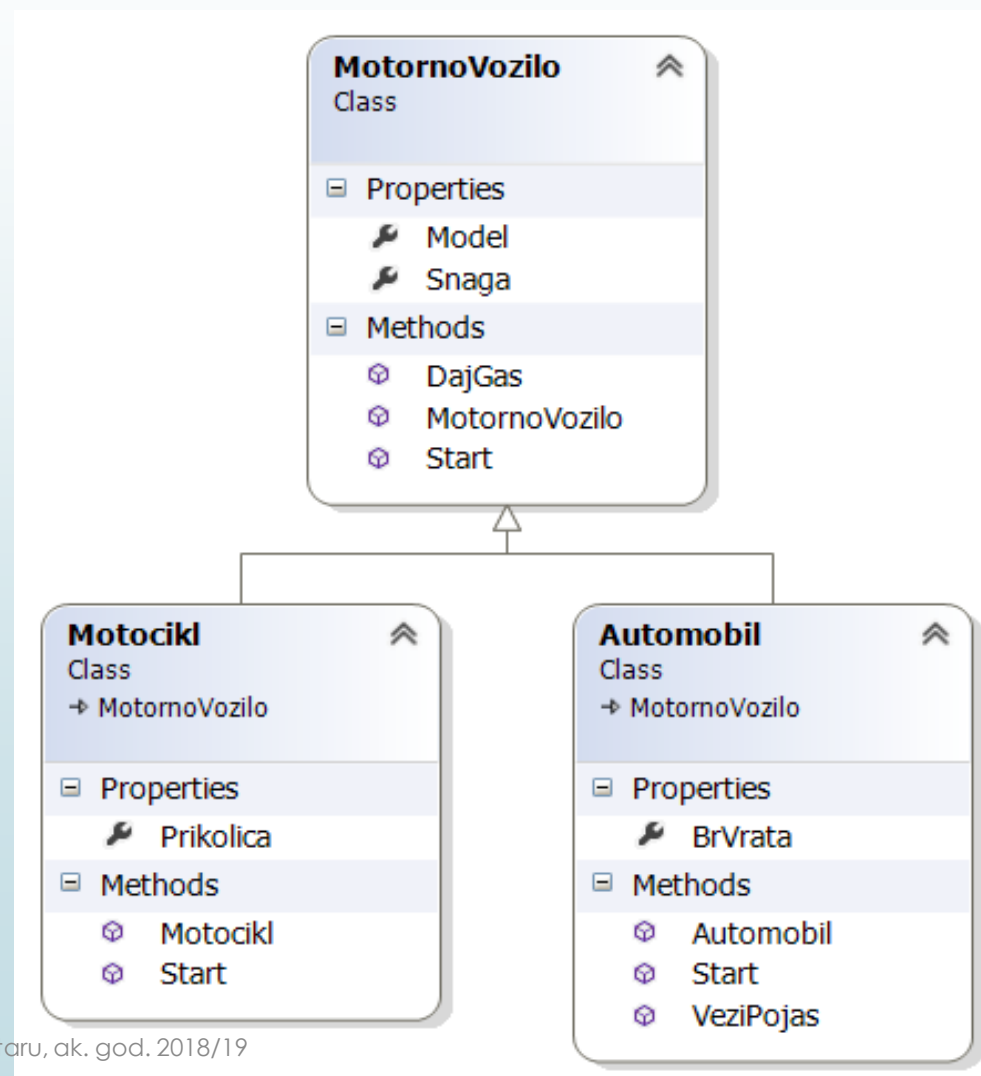 MotornoVozilo
Class
Properties
Model
Snaga
Methods
DajGas
MotornoVozilo
Start
Motocikl
Class
MotornoVozilo
Properties
Prikolica
Methods
Motocikl
Start
Automobil
Class
MotornoVozilo
Properties
BrVrata
Methods
Automobil
Start
VeziPojas
ak. god. 2018/19